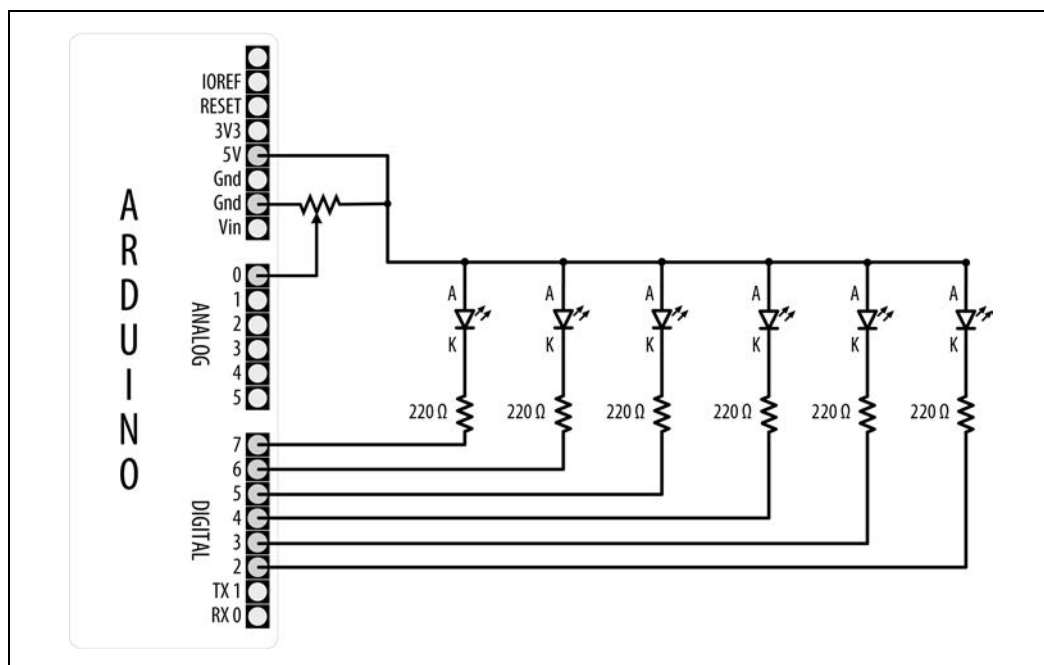 ARDUINO
IOREF
RESET
3V3
5V
Gnd
Gnd
Vin
ANALOG
0
1
2
3
4
5
DIGITAL
7
6
5
4
3
2
TX 1
RX 0
A A A A A A
K K K K K K
220 Ω 220 Ω 220 Ω 220 Ω 220 Ω 220 Ω